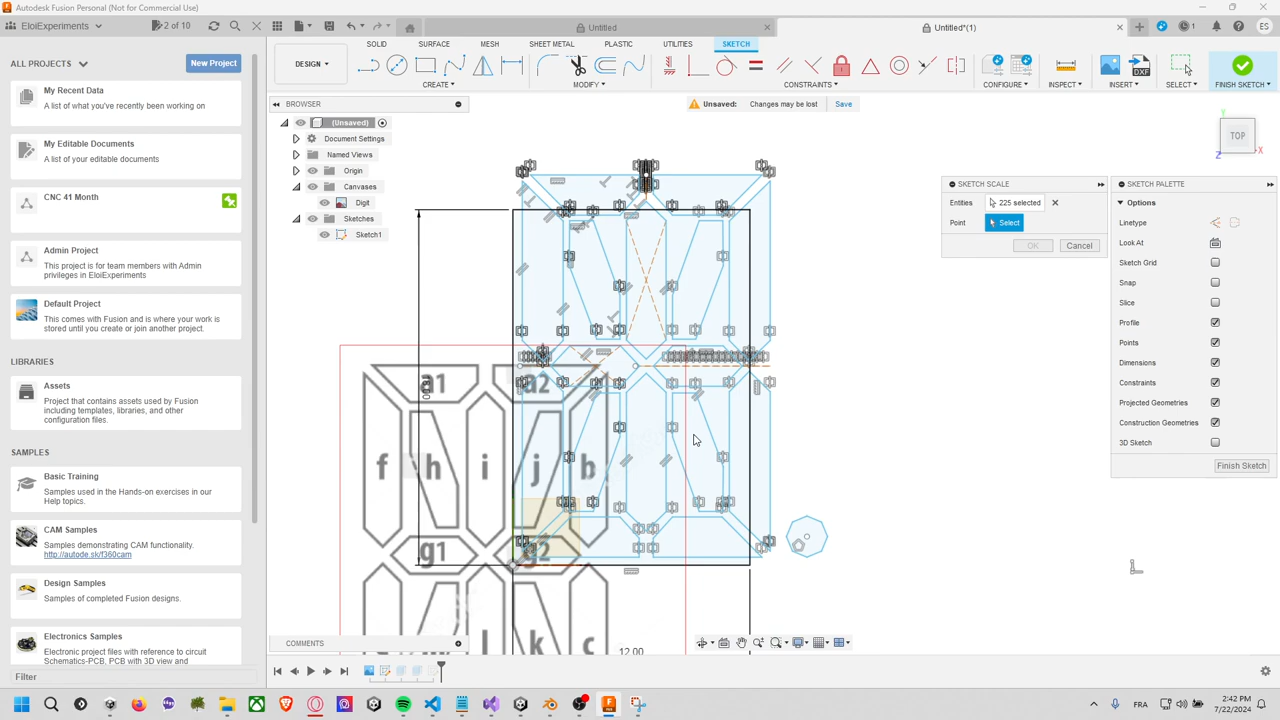 Autodesk Fusion Personal (Not for Commercial Use)
EloiExperiments
2 of 10
Untitled
Untitled*(1)
1
ES
ALL PROJECTS
New Project
My Recent Data
A list of what you've recently been working on
My Editable Documents
A list of your editable documents
CNC 41 Month
Admin Project
This project is for team members with Admin
privileges in EloiExperiments
Default Project
This comes with Fusion and is where your work is
stored until you create or join another project.
LIBRARIES
Assets
Project that contains assets used by Fusion
including templates, libraries, and other
configuration files.
SAMPLES
Basic Training
Samples used in the Hands-on exercises in our
Help topics.
CAM Samples
Samples demonstrating CAM functionality.
http://autode.sk/f360cam
Design Samples
Samples of completed Fusion designs.
Electronics Samples
Electronic project files with reference to circuit
Schematics-PCB, PCB with 3D view and
Filter
DESIGN
SOLID
SURFACE
MESH
SHEET METAL
PLASTIC
UTILITIES
SKETCH
CREATE
MODIFY
CONSTRAINTS
CONFIGURE
INSPECT
INSERT
SELECT
FINISH SKETCH
BROWSER
(Unsaved)
Document Settings
Named Views
Origin
Canvases
Digit
Sketches
Sketch1
Unsaved:
Changes may be lost
Save
TOP
Y
X
Z
SKETCH SCALE
Entities
225 selected
Point
Select
OK
Cancel
SKETCH PALETTE
Options
Linetype
Look At
Sketch Grid
Snap
Slice
Profile
Points
Dimensions
Constraints
Projected Geometries
Construction Geometries
3D Sketch
Finish Sketch
a1
a2
f
h
i
j
b
g1
g2
l
k
c
12.00
COMMENTS
FRA
2:42 PM
7/22/2024